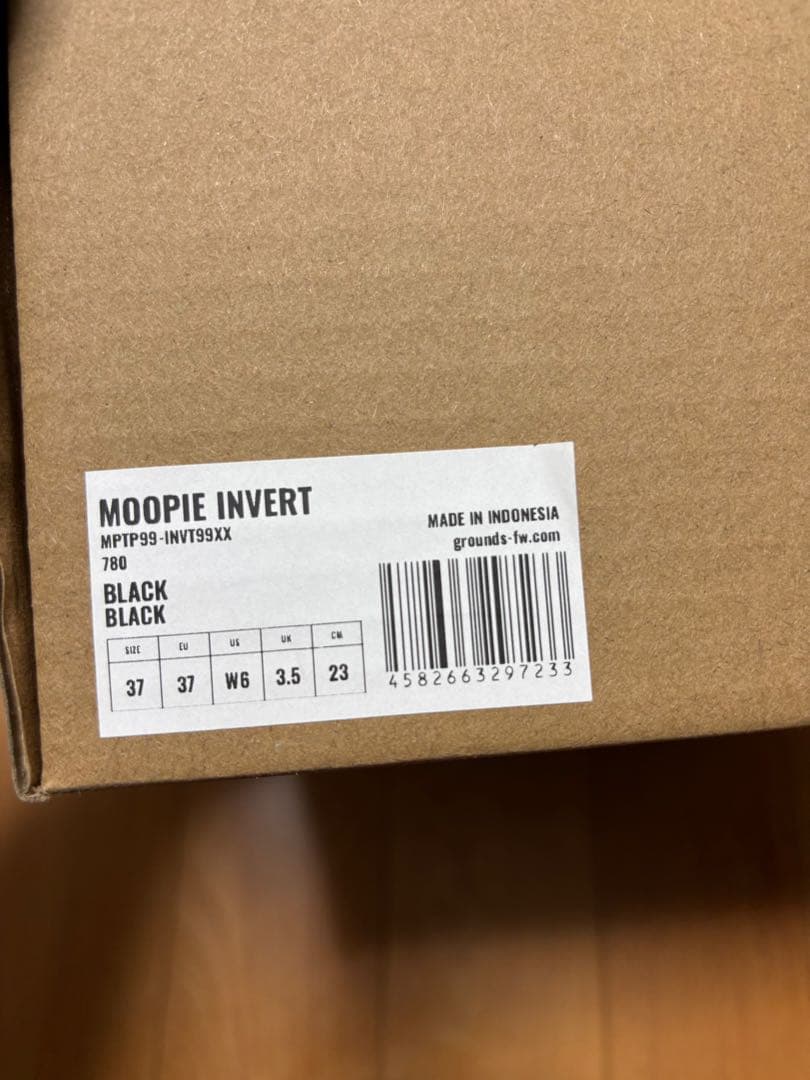 MOOPIE INVERT
MPTP99-INVT99XX
780
BLACK
BLACK
MADE IN INDONESIA
grounds-fw.com
SIZE EU US UK CM
37 37 W6 3.5 23
4582663297233